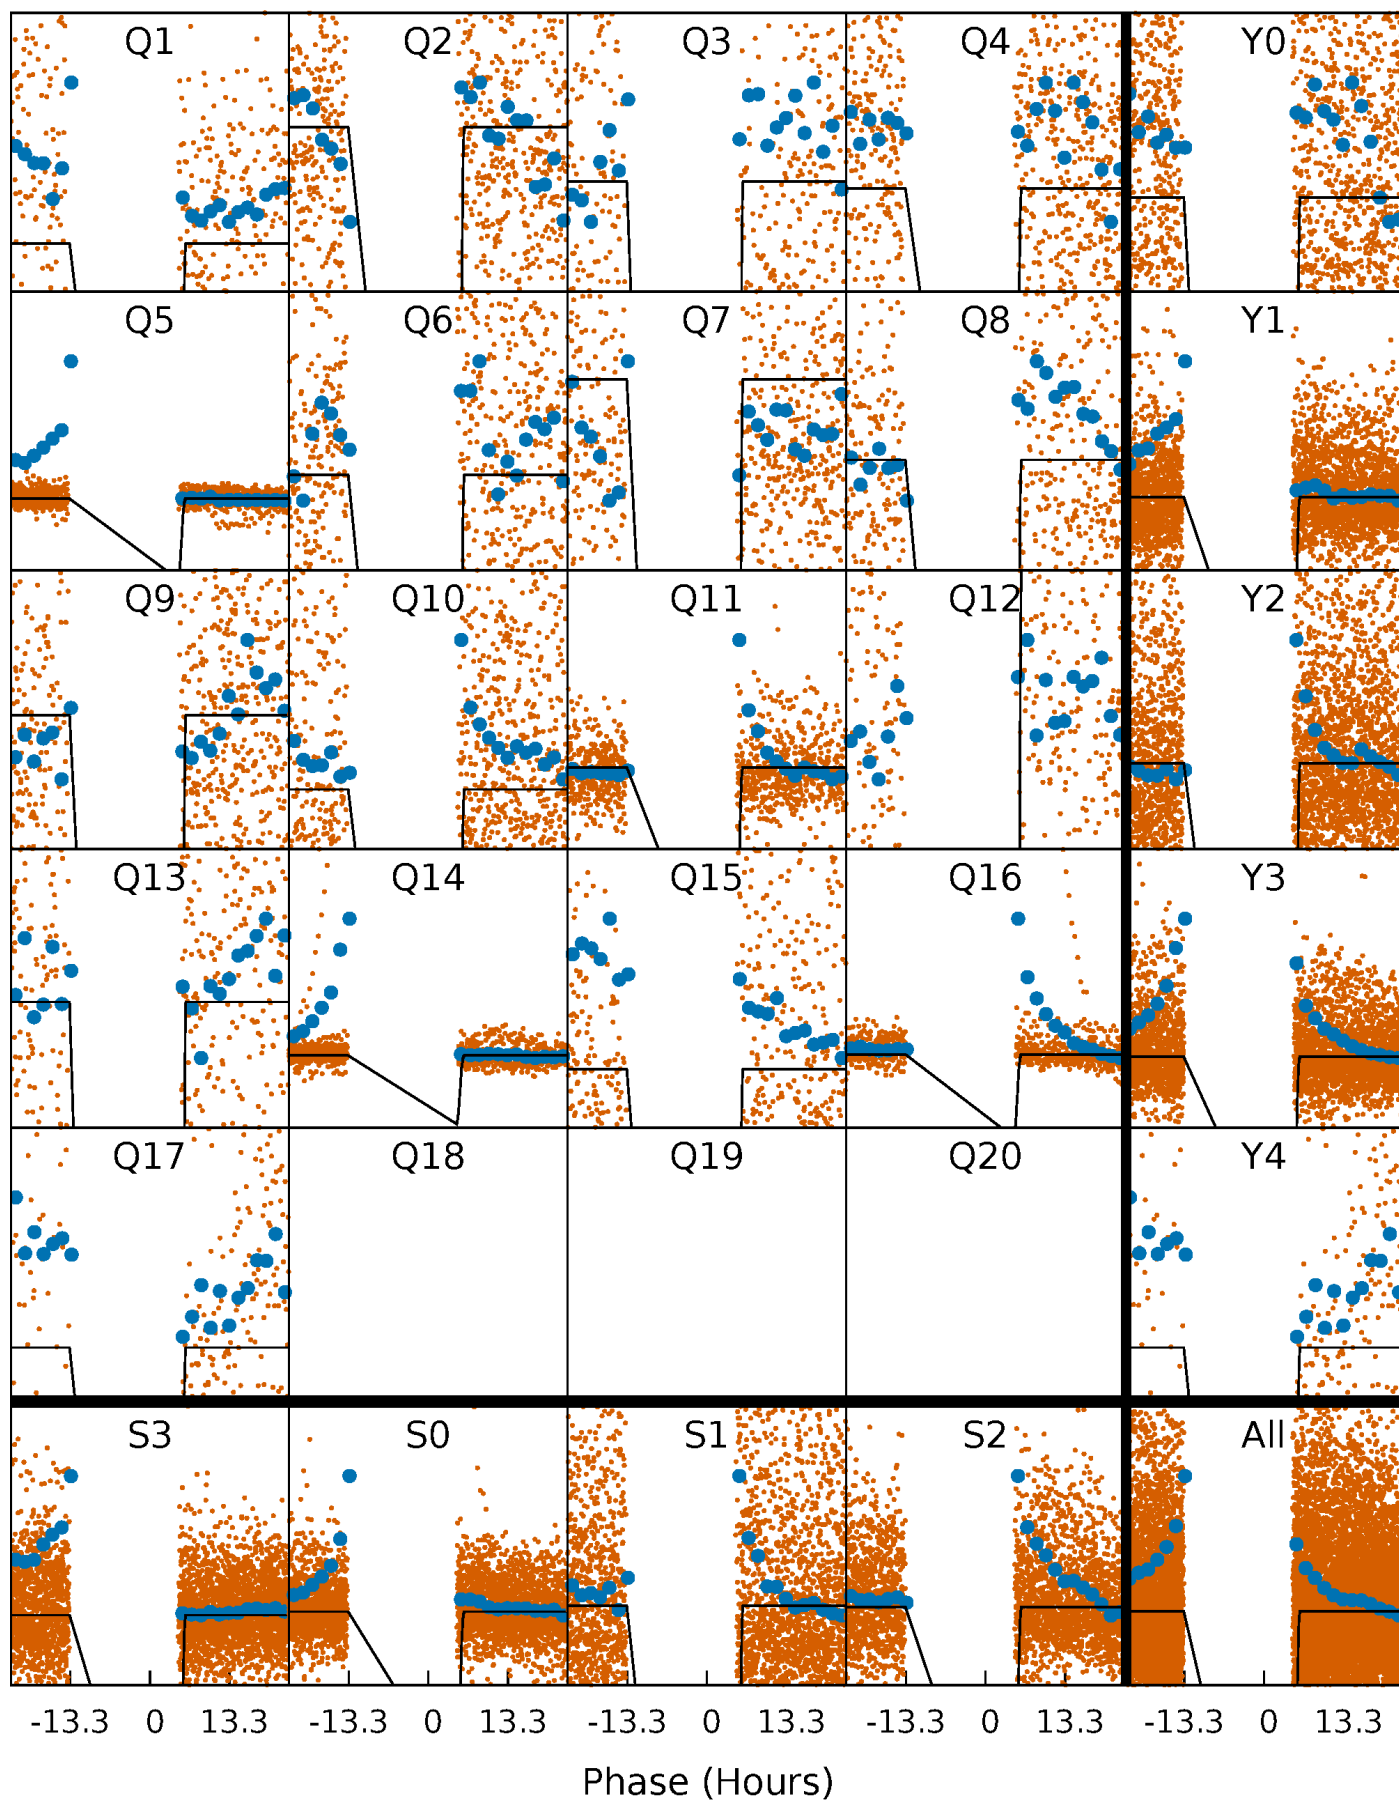 Q1 Q2 Q3 Q4 Y0
Q5 Q6 Q7 Q8 Y1
Q9 Q10 Q11 Q12 Y2
Q13 Q14 Q15 Q16 Y3
Q17 Q18 Q19 Q20 Y4
S3 S0 S1 S2 All
-13.3 0 13.3 -13.3 0 13.3 -13.3 0 13.3 -13.3 0 13.3 -13.3 0 13.3
Phase (Hours)